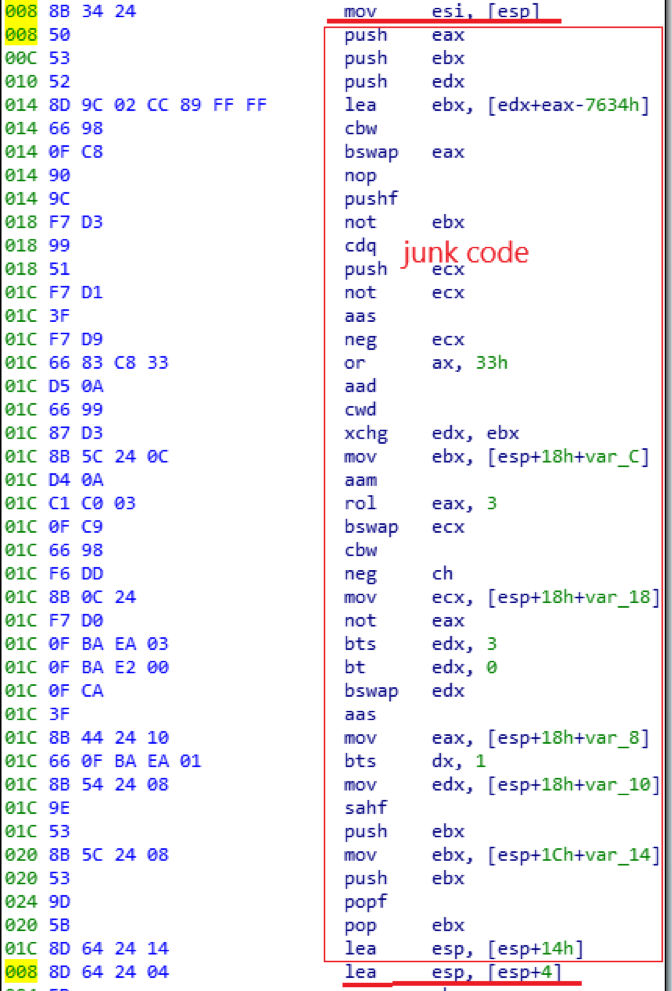 008 8B 34 24 mov esi, [esp]
008 50 push eax
00C 53 push ebx
010 52 push edx
014 8D 9C 02 CC 89 FF FF lea ebx, [edx+eax-7634h]
014 66 98 cbw
014 0F C8 bswap eax
014 90 nop
014 9C pushf
018 F7 D3 not ebx
018 99 cdq
junk code
018 51 push ecx
01C F7 D1 not ecx
01C 3F aas
01C F7 D9 neg ecx
01C 66 83 C8 33 or ax, 33h
01C D5 0A aad
01C 66 99 cwd
01C 87 D3 xchg edx, ebx
01C 8B 5C 24 0C mov ebx, [esp+18h+var_C]
01C D4 0A aam
01C C1 C0 03 rol eax, 3
01C 0F C9 bswap ecx
01C 66 98 cbw
01C F6 DD neg ch
01C 8B 0C 24 mov ecx, [esp+18h+var_18]
01C F7 D0 not eax
01C 0F BA EA 03 bts edx, 3
01C 0F BA E2 00 bt edx, 0
01C 0F CA bswap edx
01C 3F aas
01C 8B 44 24 10 mov eax, [esp+18h+var_8]
01C 66 0F BA EA 01 bts dx, 1
01C 8B 54 24 08 mov edx, [esp+18h+var_10]
01C 9E sahf
01C 53 push ebx
020 8B 5C 24 08 mov ebx, [esp+1Ch+var_14]
020 53 push ebx
024 9D popf
020 5B pop ebx
01C 8D 64 24 14 lea esp, [esp+14h]
008 8D 64 24 04 lea esp, [esp+4]